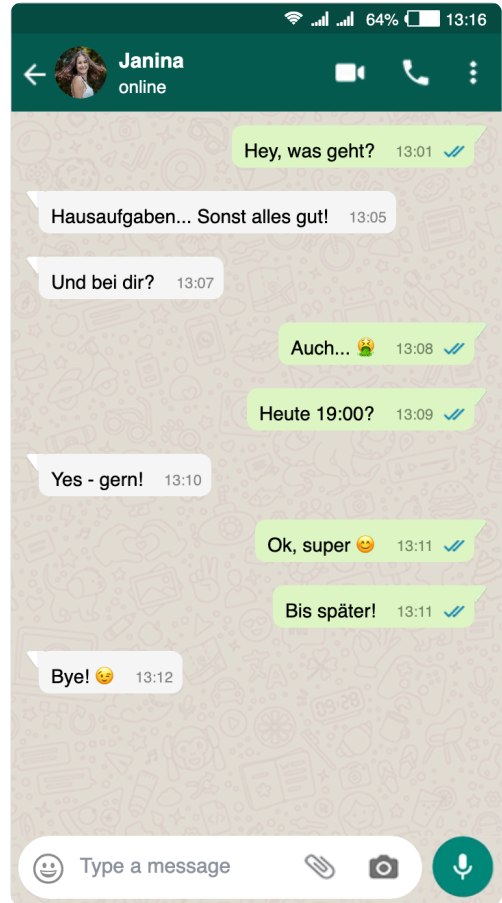 64% 13:16
Janina
online
Hey, was geht? 13:01
Hausaufgaben... Sonst alles gut! 13:05
Und bei dir? 13:07
Auch... 🤮 13:08
Heute 19:00? 13:09
Yes - gern! 13:10
Ok, super 😊 13:11
Bis später! 13:11
Bye! 😉 13:12
Type a message